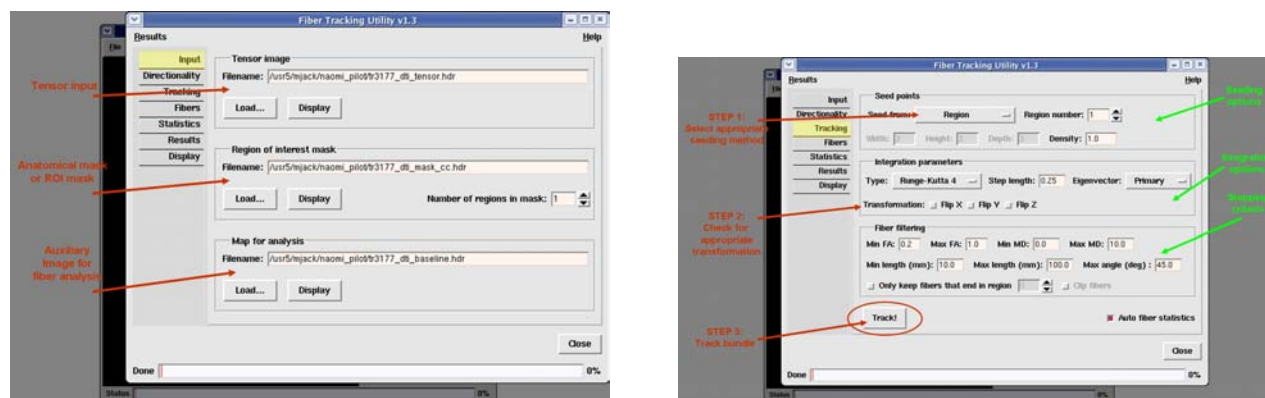 Fiber Tracking Utility v1.3
Results Help
Input
Directionality
Tracking
Fibers
Statistics
Results
Display
Tensor image
Filename: /usr5/mjack/naomi_pilot/tr3177_dti_tensor.hdr
Load... Display
Region of interest mask
Filename: /usr5/mjack/naomi_pilot/tr3177_dti_mask_cc.hdr
Load... Display Number of regions in mask: 1
Map for analysis
Filename: /usr5/mjack/naomi_pilot/tr3177_dti_baseline.hdr
Load... Display
Close
Done 0%
Status 0%
Tensor input
Anatomical mask
or ROI mask
Auxiliary
Image for
fiber analysis
Fiber Tracking Utility v1.3
Results Help
Input
Directionality
Tracking
Fibers
Statistics
Results
Display
Seed points
Seed from: Region Region number: 1
Width: Height: Depth: Density: 1.0
Integration parameters
Type: Runge-Kutta 4 Step length: 0.25 Eigenvector: Primary
Transformation: Flip X Flip Y Flip Z
Fiber filtering
Min FA: 0.2 Max FA: 1.0 Min MD: 0.0 Max MD: 10.0
Min length (mm): 10.0 Max length (mm): 100.0 Max angle (deg) : 45.0
Only keep fibers that end in region Clip fibers
Track! Auto fiber statistics
Close
Done 0%
Status 0%
STEP 1:
Select appropriate
seeding method
STEP 2:
Check for
appropriate
transformation
STEP 3:
Track bundle
Seeding
options